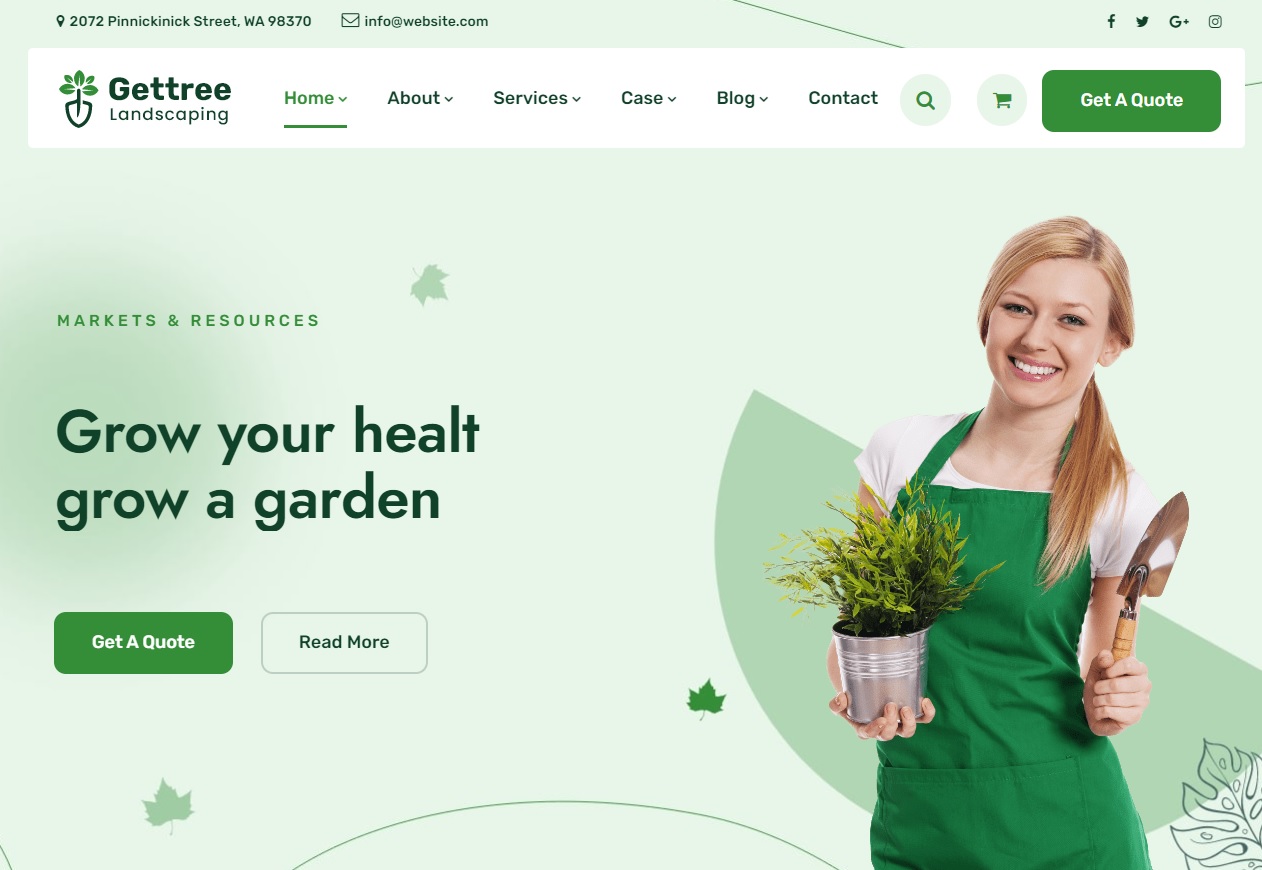 2072 Pinnickinick Street, WA 98370 info@website.com
Gettree
Landscaping
Home About Services Case Blog Contact Get A Quote
MARKETS & RESOURCES
Grow your healt
grow a garden
Get A Quote Read More